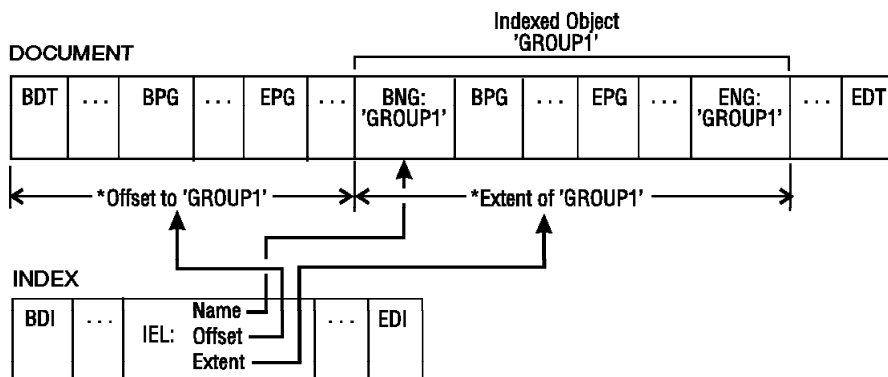 Indexed Object
'GROUP1'
DOCUMENT
BDT ... BPG ... EPG ... BNG: BPG ... EPG ... ENG: ... EDT
'GROUP1' 'GROUP1'
*Offset to 'GROUP1' *Extent of 'GROUP1'
INDEX
BDI ... Name ... EDI
IEL: Offset
Extent